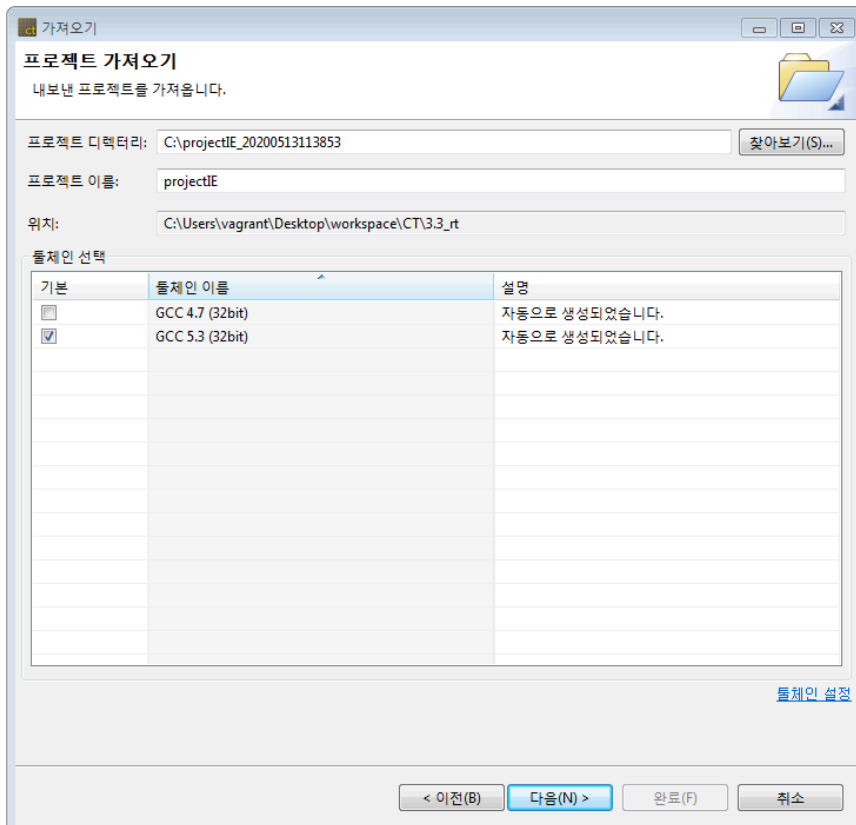 ct 가져오기
프로젝트 가져오기
내보낸 프로젝트를 가져옵니다.
프로젝트 디렉터리: C:\projectIE_20200513113853 찾아보기(S)...
프로젝트 이름: projectIE
위치: C:\Users\vagrant\Desktop\workspace\CT\3.3_rt
툴체인 선택
기본 툴체인 이름 설명
GCC 4.7 (32bit) 자동으로 생성되었습니다.
GCC 5.3 (32bit) 자동으로 생성되었습니다.
툴체인 설정
< 이전(B) 다음(N) > 완료(F) 취소